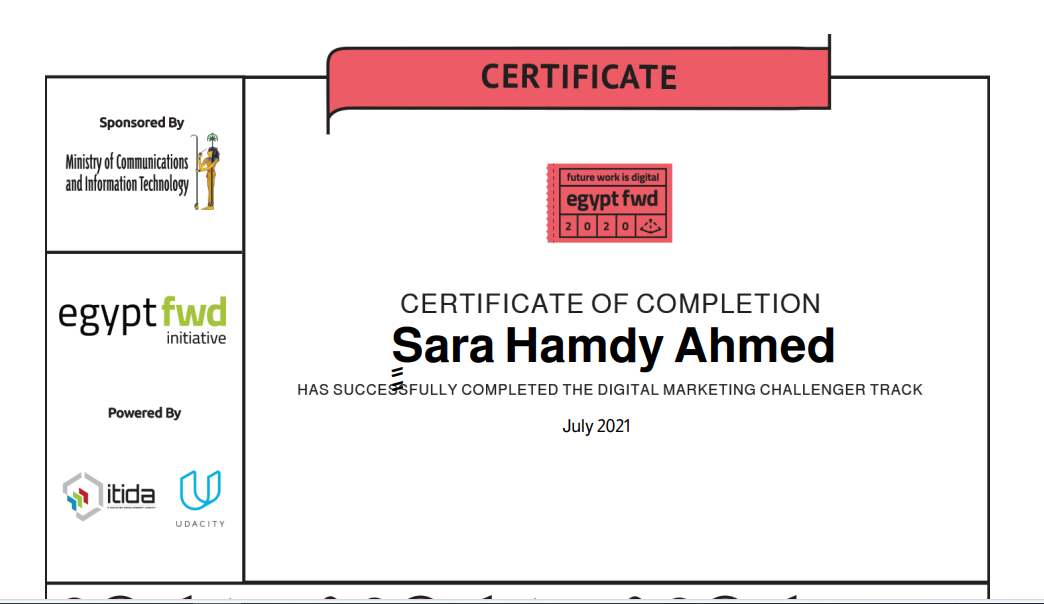 CERTIFICATE
Sponsored By
Ministry of Communications
and Information Technology
egypt fwd
initiative
Powered By
itida
UDACITY
future work is digital
egypt fwd
2 0 2 0
CERTIFICATE OF COMPLETION
Sara Hamdy Ahmed
HAS SUCCESSFULLY COMPLETED THE DIGITAL MARKETING CHALLENGER TRACK
July 2021